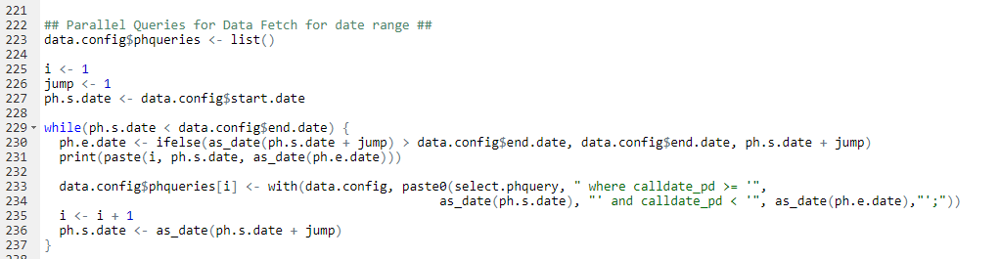 221
222 ## Parallel Queries for Data Fetch for date range ##
223 data.config$phqueries <- list()
224
225 i <- 1
226 jump <- 1
227 ph.s.date <- data.config$start.date
228
229 while(ph.s.date < data.config$end.date) {
230   ph.e.date <- ifelse(as_date(ph.s.date + jump) > data.config$end.date, data.config$end.date, ph.s.date + jump)
231   print(paste(i, ph.s.date, as_date(ph.e.date)))
232
233   data.config$phqueries[i] <- with(data.config, paste0(select.phquery, " where calldate_pd >= '",
234                                                        as_date(ph.s.date), "' and calldate_pd < '", as_date(ph.e.date),"';"))
235   i <- i + 1
236   ph.s.date <- as_date(ph.s.date + jump)
237 }